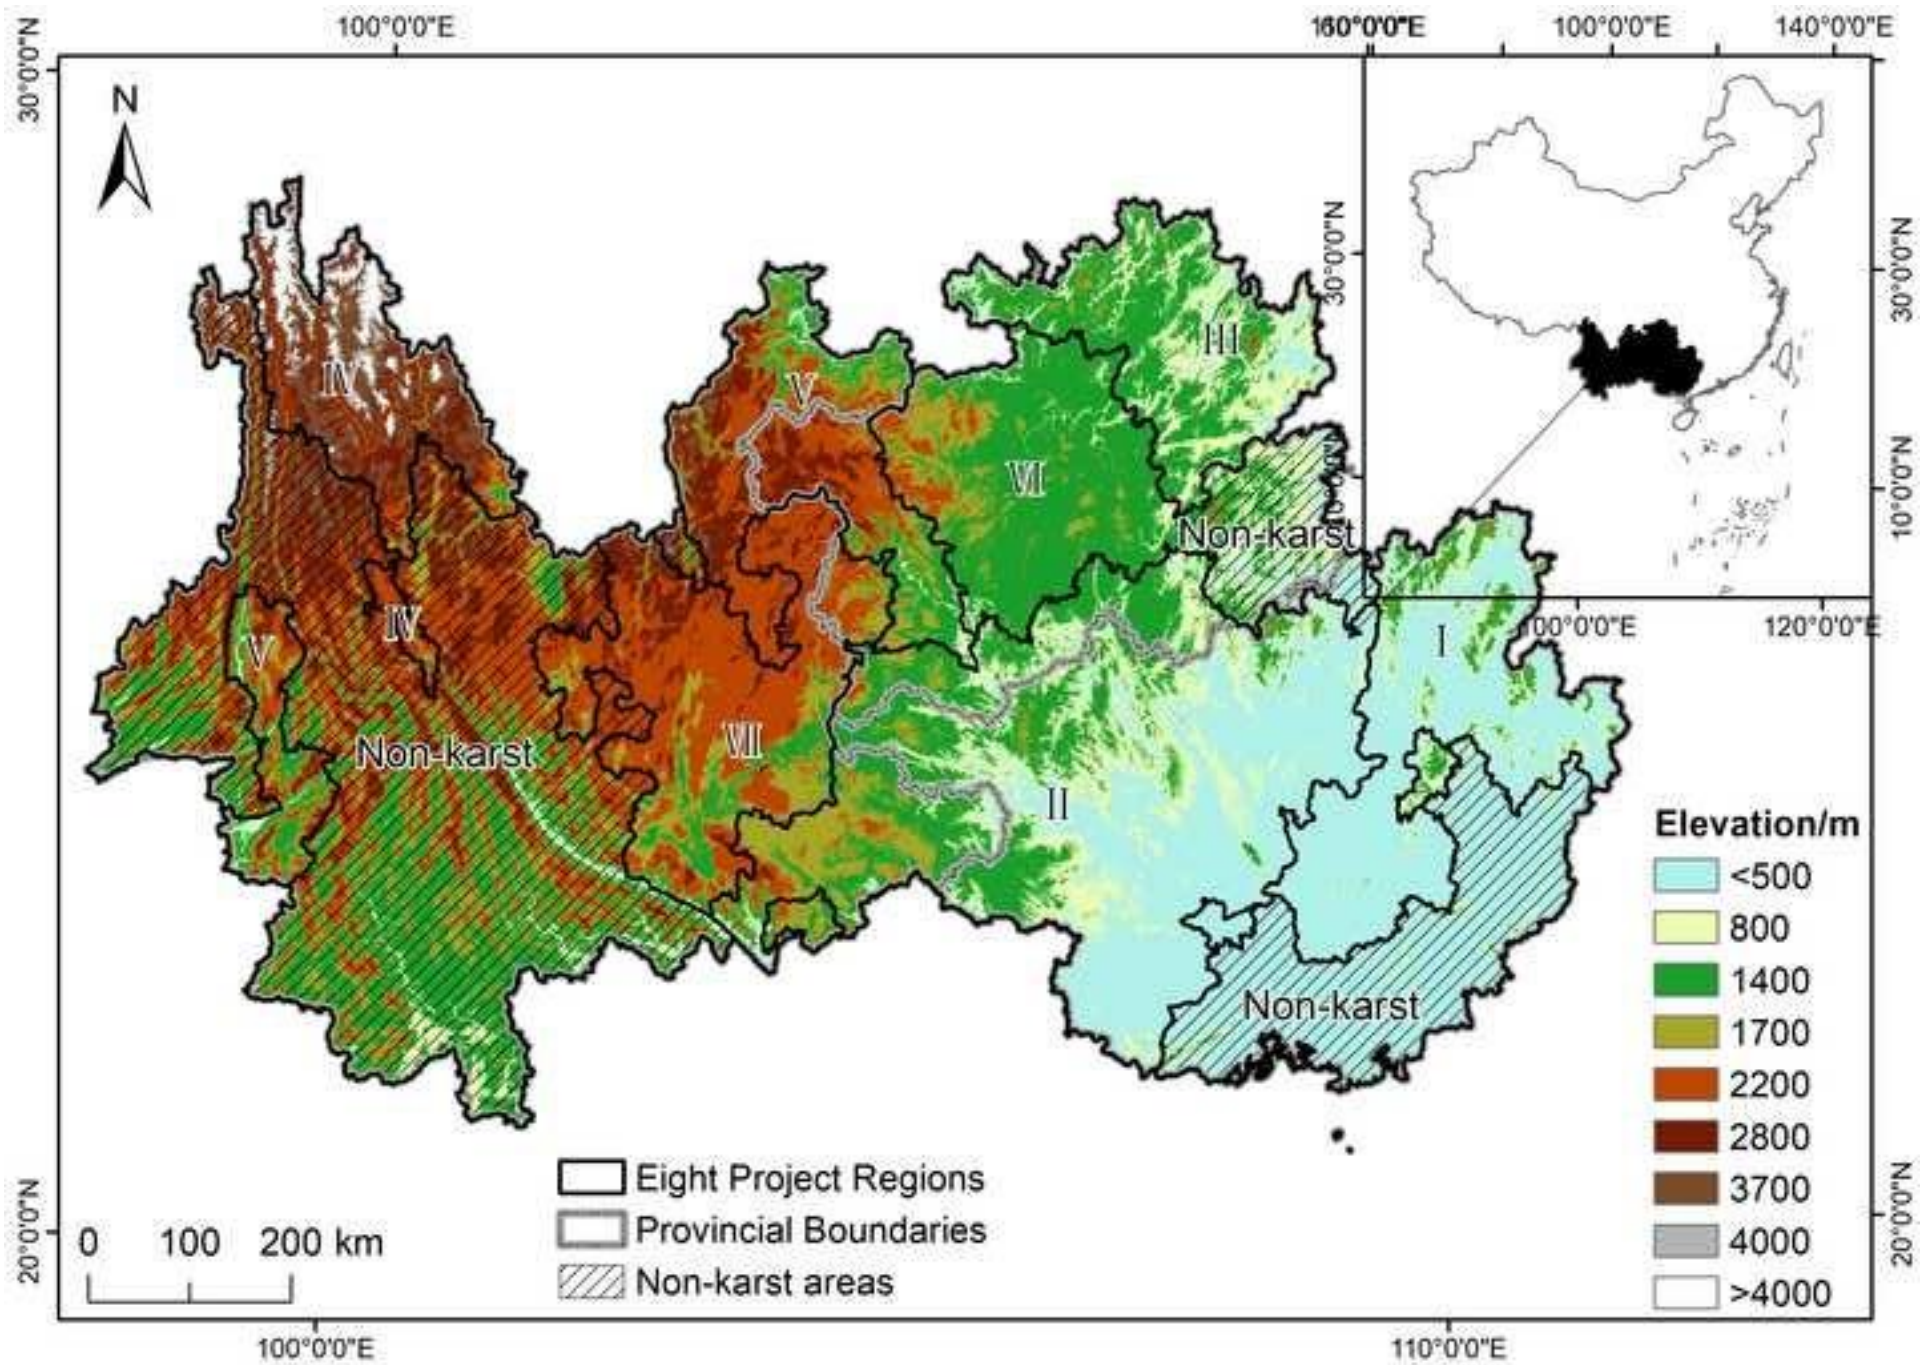 100°0'0"E
100°0'0"E
140°0'0"E
30°0'0"N
N
30°0'0"N
30°0'0"N
III
IV
V
VI
10°0'0"N
Non-karst
100°0'0"E
120°0'0"E
IV
V
I
VII
Non-karst
II
Elevation/m
<500
800
1400
1700
2200
2800
3700
4000
>4000
Non-karst
Eight Project Regions
Provincial Boundaries
Non-karst areas
0 100 200 km
20°0'0"N
20°0'0"N
100°0'0"E
110°0'0"E